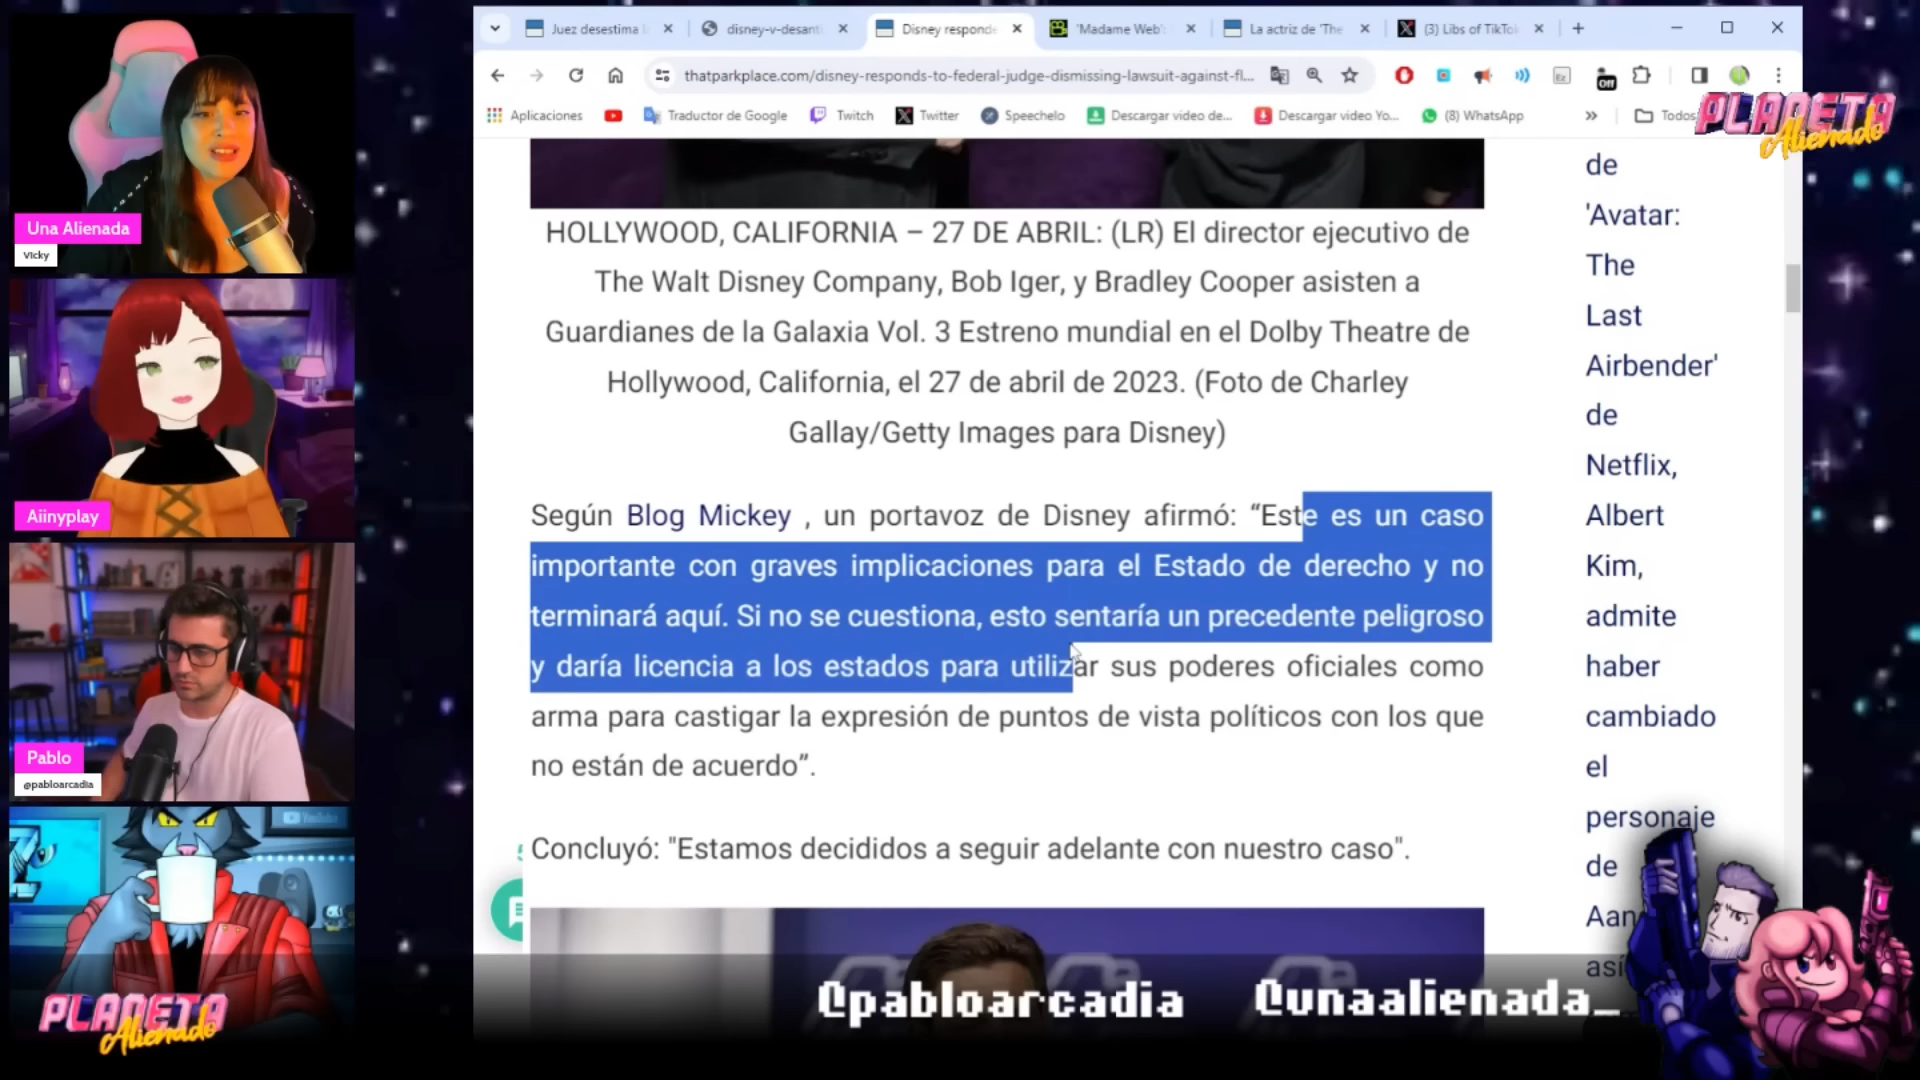 Una Alienada
Vicky
Aiinyplay
Pablo
@pabloarcadia
PLANETA
Alienado
Juez desestima l
disney-v-desanti
Disney responde
'Madame Web':
La actriz de 'The
(3) Libs of TikTok
thatparkplace.com/disney-responds-to-federal-judge-dismissing-lawsuit-against-fl...
Off
Aplicaciones
Traductor de Google
Twitch
Twitter
Speechelo
Descargar video de...
Descargar video Yo...
(8) WhatsApp
»
Todos
PLANETA
Alienado
HOLLYWOOD, CALIFORNIA – 27 DE ABRIL: (LR) El director ejecutivo de
The Walt Disney Company, Bob Iger, y Bradley Cooper asisten a
Guardianes de la Galaxia Vol. 3 Estreno mundial en el Dolby Theatre de
Hollywood, California, el 27 de abril de 2023. (Foto de Charley
Gallay/Getty Images para Disney)
Según Blog Mickey , un portavoz de Disney afirmó: “Este es un caso
importante con graves implicaciones para el Estado de derecho y no
terminará aquí. Si no se cuestiona, esto sentaría un precedente peligroso
y daría licencia a los estados para utilizar sus poderes oficiales como
arma para castigar la expresión de puntos de vista políticos con los que
no están de acuerdo”.
Concluyó: "Estamos decididos a seguir adelante con nuestro caso".
de
'Avatar:
The
Last
Airbender'
de
Netflix,
Albert
Kim,
admite
haber
cambiado
el
personaje
de
Aan
así
@pabloarcadia
@unaalienada_